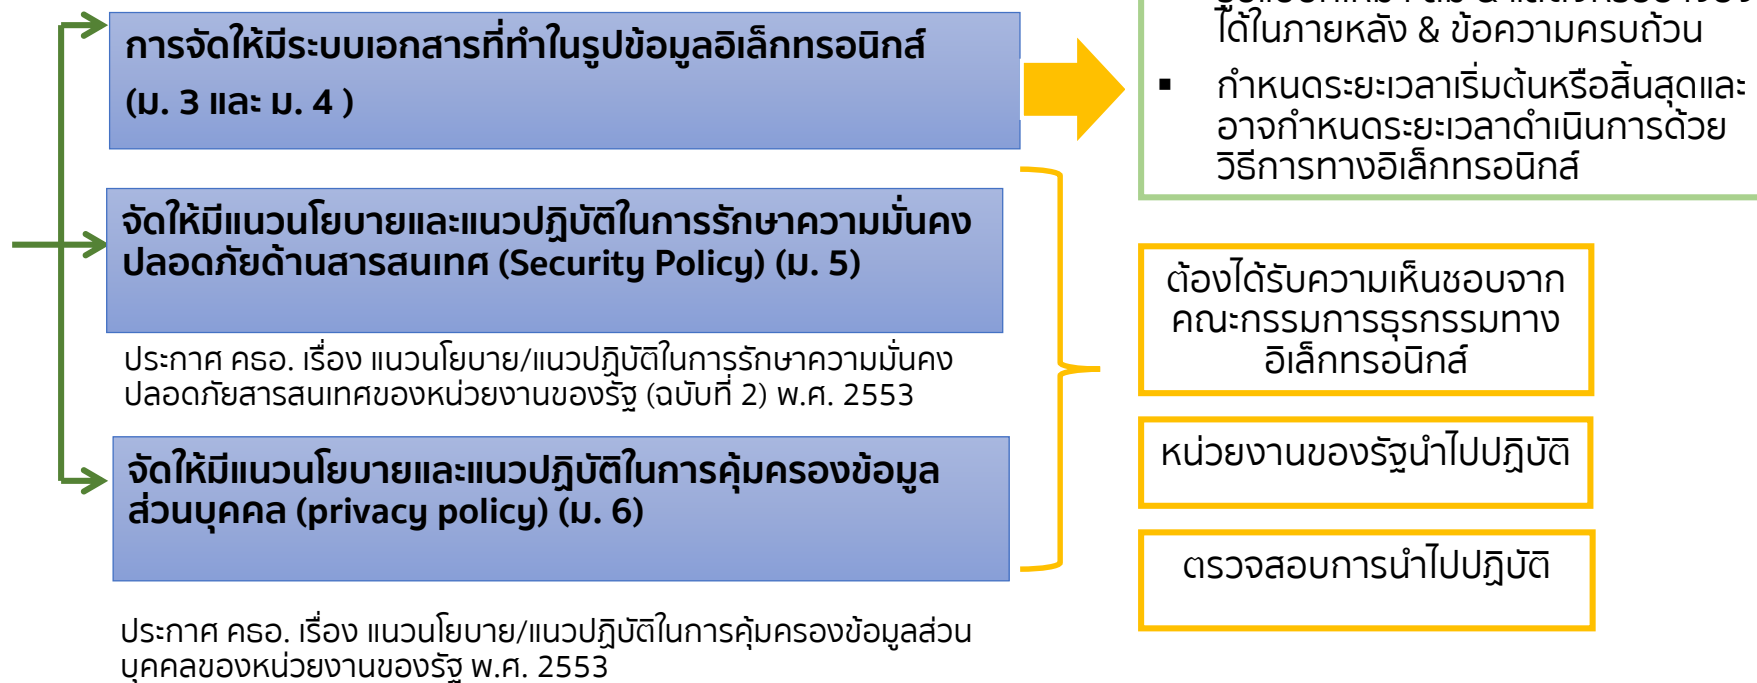 การจัดให้มีระบบเอกสารที่ทำในรูปข้อมูลอิเล็กทรอนิกส์
(ม. 3 และ ม. 4 )
ได้ในภายหลัง & ข้อความครบถ้วน
▪ กำหนดระยะเวลาเริ่มต้นหรือสิ้นสุดและ
อาจกำหนดระยะเวลาดำเนินการด้วย
วิธีการทางอิเล็กทรอนิกส์
จัดให้มีแนวนโยบายและแนวปฏิบัติในการรักษาความมั่นคง
ปลอดภัยด้านสารสนเทศ (Security Policy) (ม. 5)
ประกาศ คธอ. เรื่อง แนวนโยบาย/แนวปฏิบัติในการรักษาความมั่นคง
ปลอดภัยสารสนเทศของหน่วยงานของรัฐ (ฉบับที่ 2) พ.ศ. 2553
จัดให้มีแนวนโยบายและแนวปฏิบัติในการคุ้มครองข้อมูล
ส่วนบุคคล (privacy policy) (ม. 6)
ประกาศ คธอ. เรื่อง แนวนโยบาย/แนวปฏิบัติในการคุ้มครองข้อมูลส่วน
บุคคลของหน่วยงานของรัฐ พ.ศ. 2553
ต้องได้รับความเห็นชอบจาก
คณะกรรมการธุรกรรมทาง
อิเล็กทรอนิกส์
หน่วยงานของรัฐนำไปปฏิบัติ
ตรวจสอบการนำไปปฏิบัติ